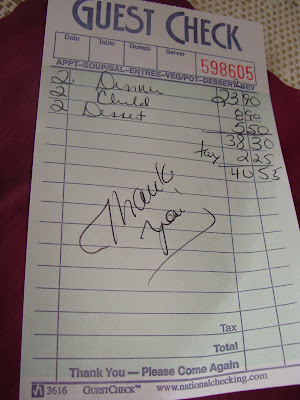 GUEST CHECK
Date Table Guests Server 598605
APPT-SOUP/SAL-ENTREE-VEG/POT-DESSERT-BEV
2 Dinner 23 90
2 Child 8 90
2 Dessert 5 50
38 30
tax 2 25
40 55
Thank
You
Tax
Total
Thank You — Please Come Again
3616 GUESTCHECK™ www.nationalchecking.com